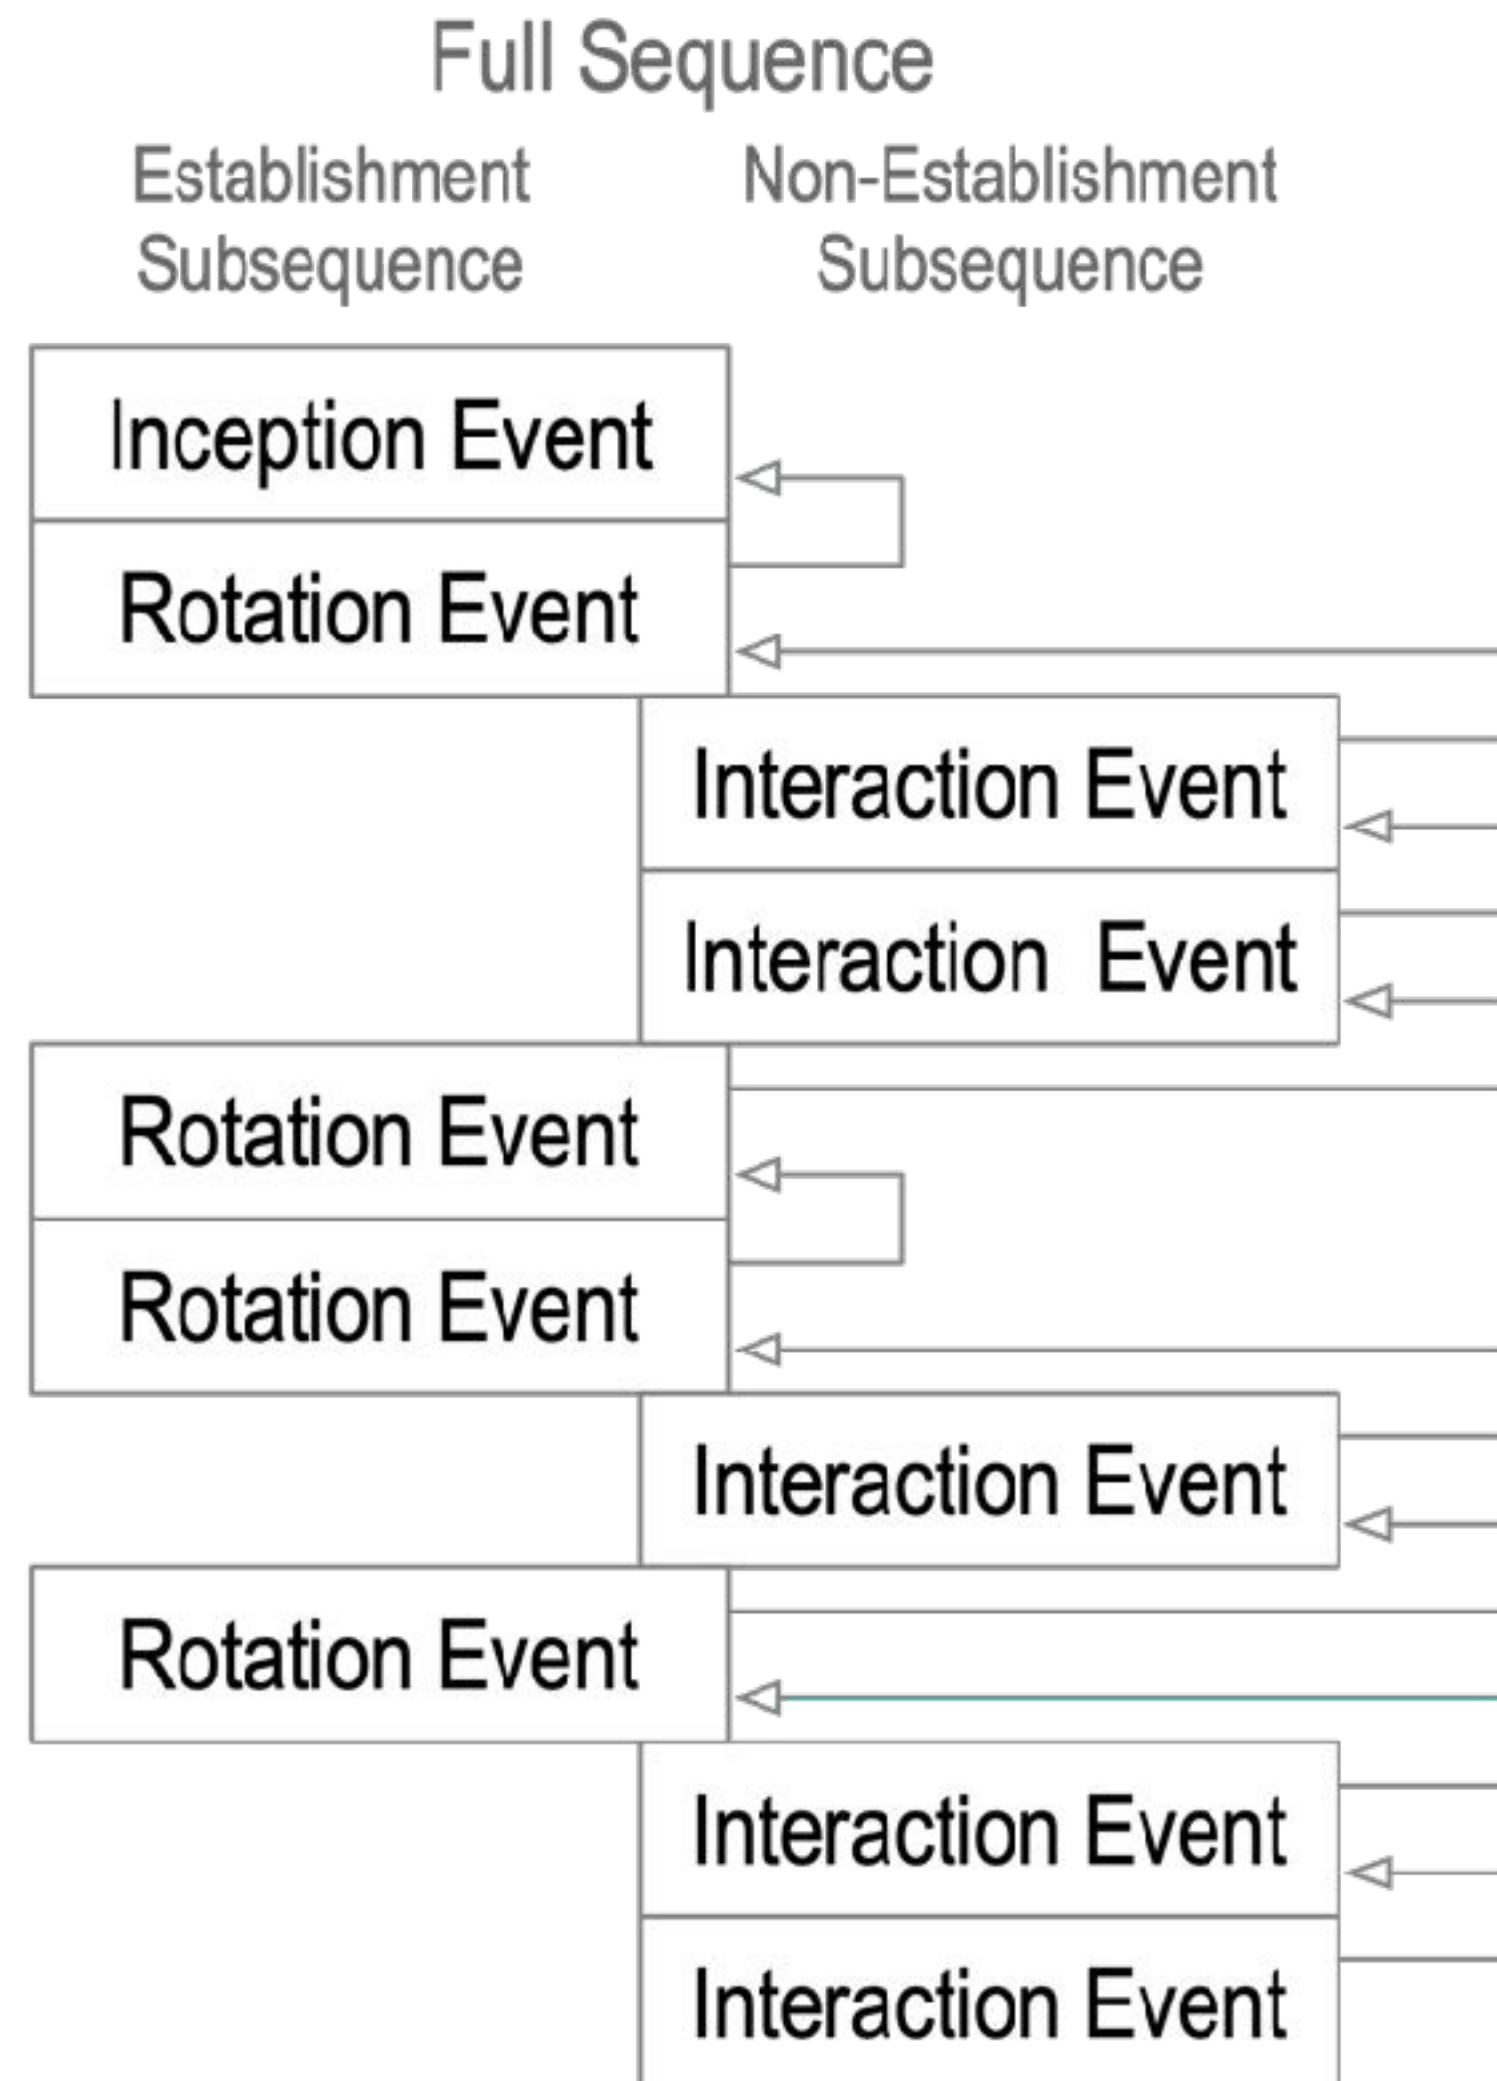 Full Sequence
Establishment
Subsequence
Non-Establishment
Subsequence
Inception Event
Rotation Event
Interaction Event
Interaction Event
Rotation Event
Rotation Event
Interaction Event
Rotation Event
Interaction Event
Interaction Event